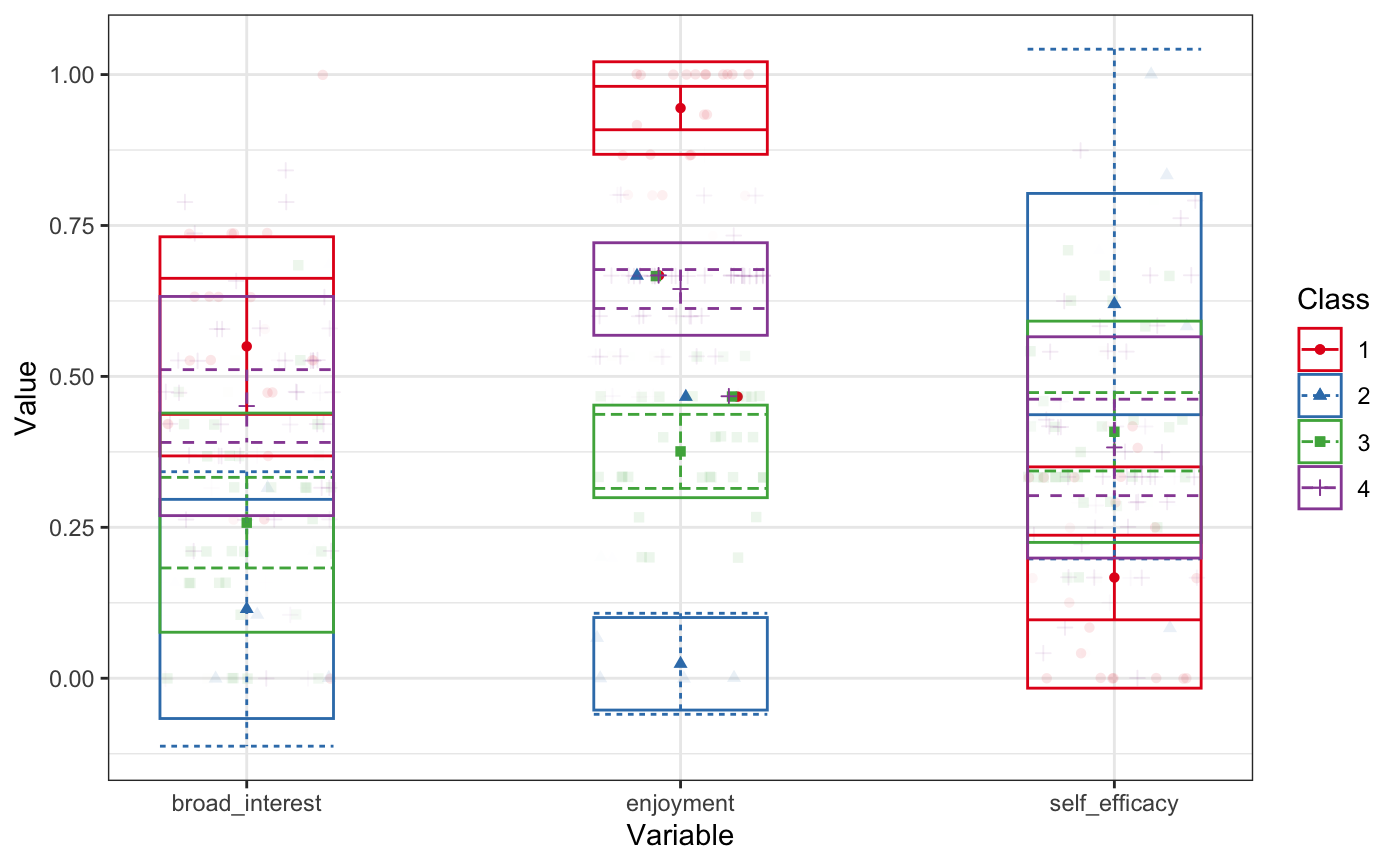 1.00
0.75
0.50
0.25
0.00
Value
broad_interest
enjoyment
self_efficacy
Variable
Class
1
2
3
4